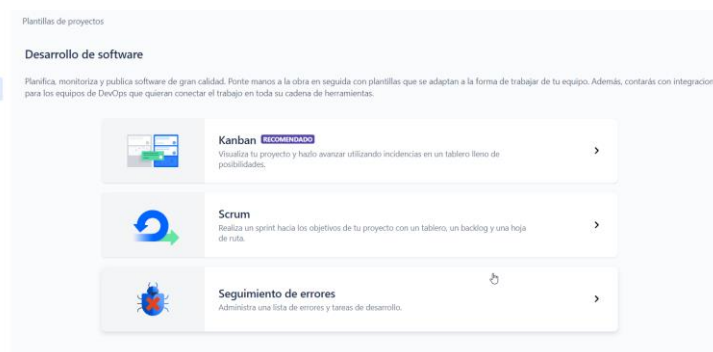 Plantillas de proyectos
Desarrollo de software
Planifica, monitoriza y publica software de gran calidad. Ponte manos a la obra en seguida con plantillas que se adaptan a la forma de trabajar de tu equipo. Además, contarás con integracion
para los equipos de DevOps que quieran conectar el trabajo en toda su cadena de herramientas.
Kanban RECOMENDADO
Visualiza tu proyecto y hazlo avanzar utilizando incidencias en un tablero lleno de
posibilidades.
Scrum
Realiza un sprint hacia los objetivos de tu proyecto con un tablero, un backlog y una hoja
de ruta.
Seguimiento de errores
Administra una lista de errores y tareas de desarrollo.